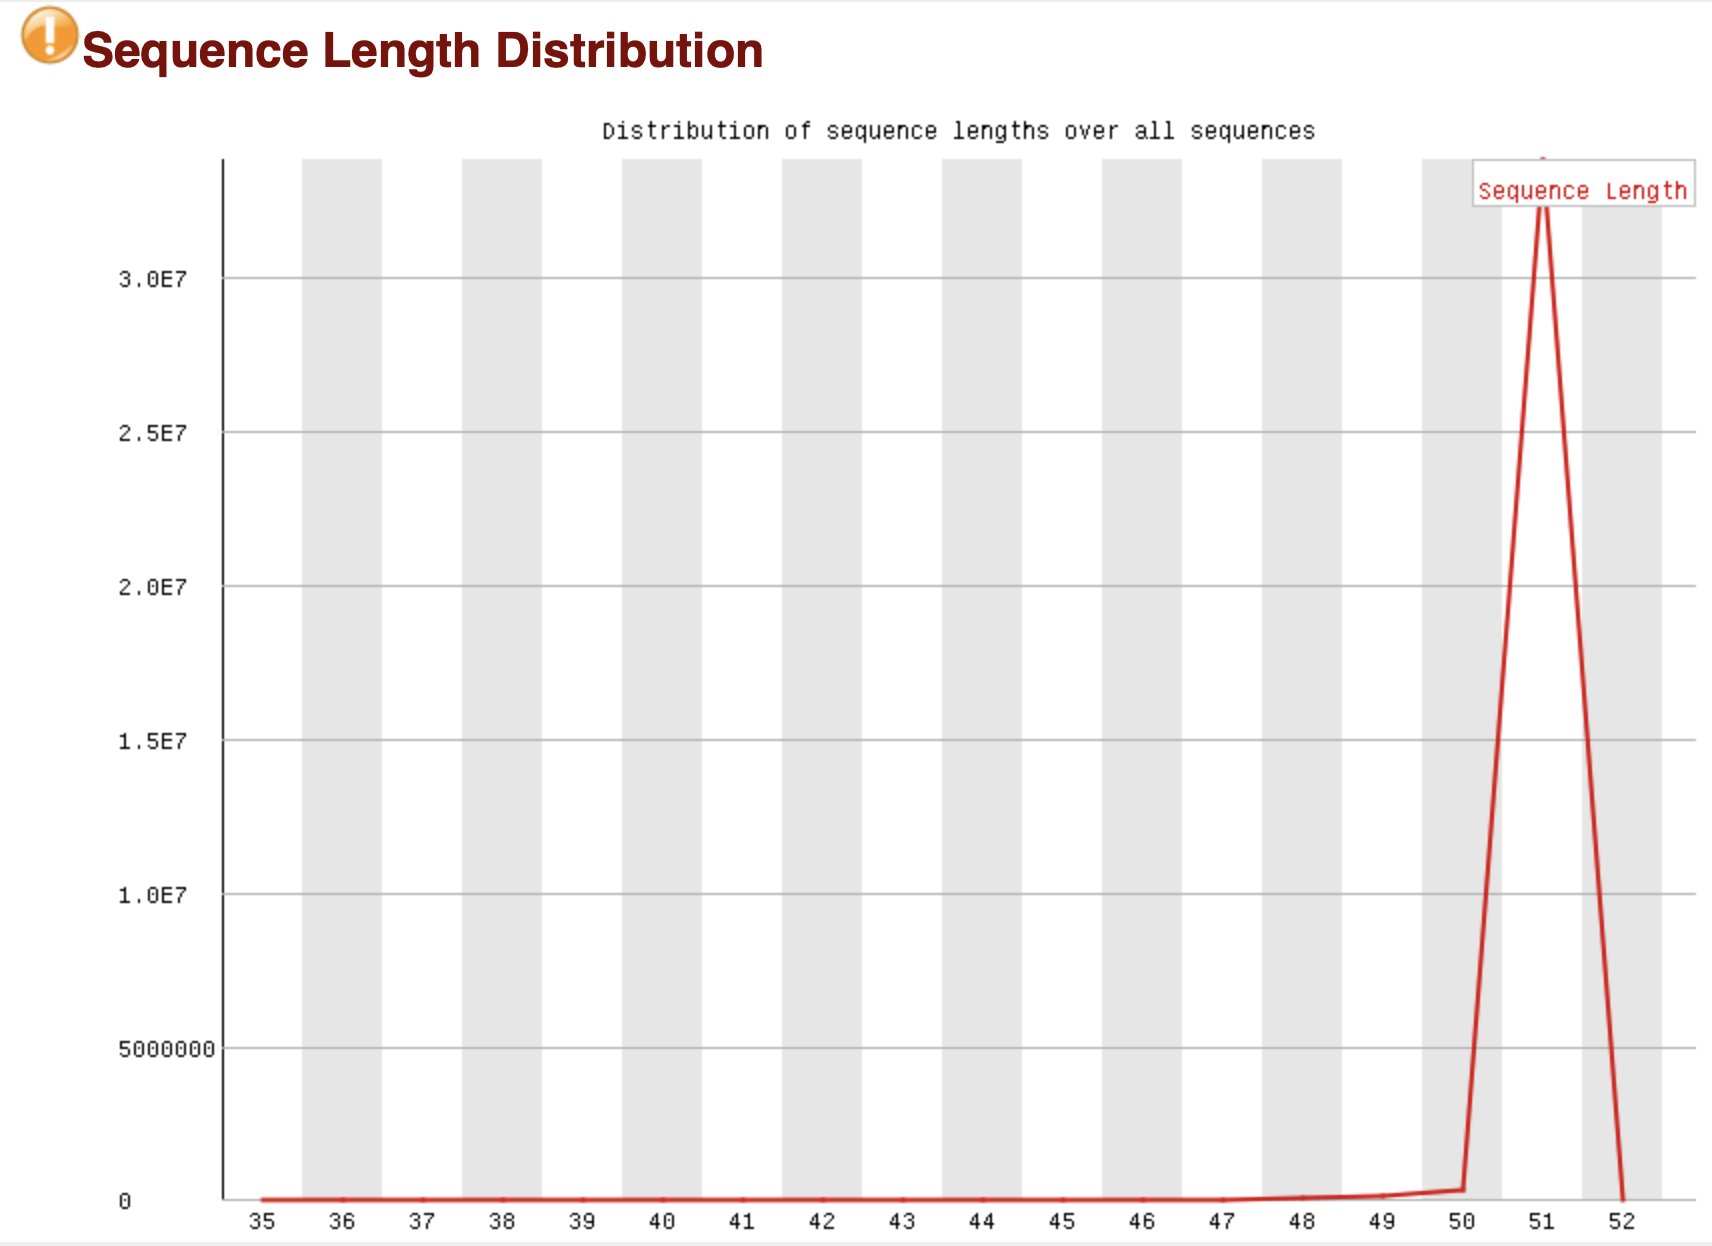 Sequence Length Distribution
Distribution of sequence lengths over all sequences
Sequence Length
3.0E7
2.5E7
2.0E7
1.5E7
1.0E7
5000000
0
35 36 37 38 39 40 41 42 43 44 45 46 47 48 49 50 51 52